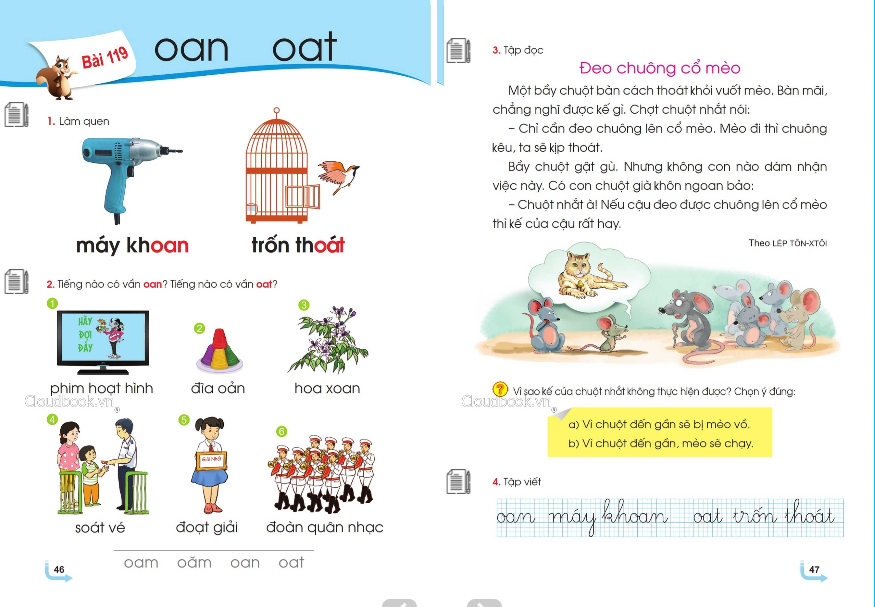 Bài 119
oan oat
1. Làm quen
máy khoan
trốn thoát
2. Tiếng nào có vần oan? Tiếng nào có vần oat?
1
HÃY
ĐỢI
ĐẤY
phim hoạt hình
2
đĩa oản
3
hoa xoan
Cloudbook.vn
4
soát vé
5
đoạt giải
6
đoàn quân nhạc
oam oăm oan oat
46
3. Tập đọc
Đeo chuông cổ mèo
Một bầy chuột bàn cách thoát khỏi vuốt mèo. Bàn mãi,
chẳng nghĩ được kế gì. Chợt chuột nhắt nói:
– Chỉ cần đeo chuông lên cổ mèo. Mèo đi thì chuông
kêu, ta sẽ kịp thoát.
Bầy chuột gật gù. Nhưng không con nào dám nhận
việc này. Có con chuột già khôn ngoan bảo:
– Chuột nhắt à! Nếu cậu đeo được chuông lên cổ mèo
thì kế của cậu rất hay.
Theo LÉP TÔN-XTÔI
? Vì sao kế của chuột nhắt không thực hiện được? Chọn ý đúng:
Cloudbook.vn
a) Vì chuột đến gần sẽ bị mèo vồ.
b) Vì chuột đến gần, mèo sẽ chạy.
4. Tập viết
oan máy khoan oat trốn thoát
47